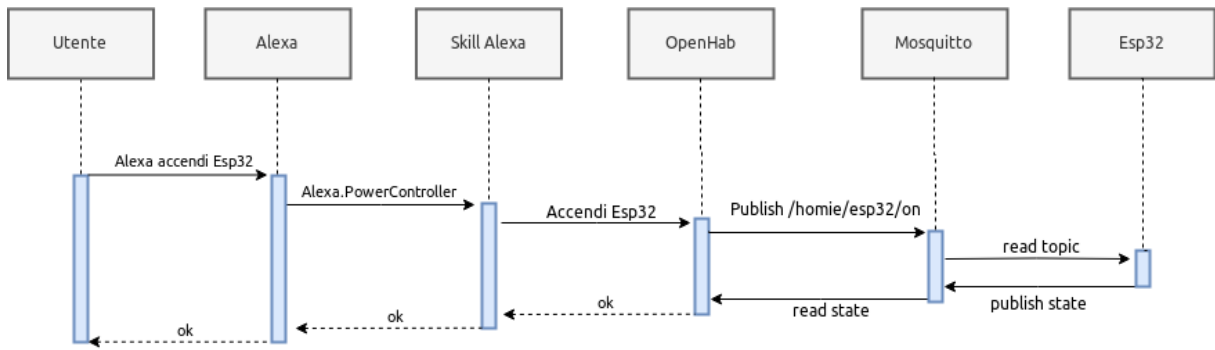 Utente
Alexa
Skill Alexa
OpenHab
Mosquitto
Esp32
Alexa accendi Esp32
Alexa.PowerController
Accendi Esp32
Publish /homie/esp32/on
read topic
publish state
read state
ok
ok
ok